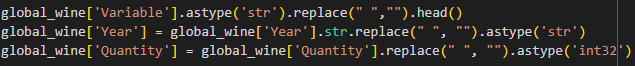 global_wine['Variable'].astype('str').replace(" ","").head()
global_wine['Year'] = global_wine['Year'].str.replace(" ", "").astype('str')
global_wine['Quantity'] = global_wine['Quantity'].replace(" ", "").astype('int32')